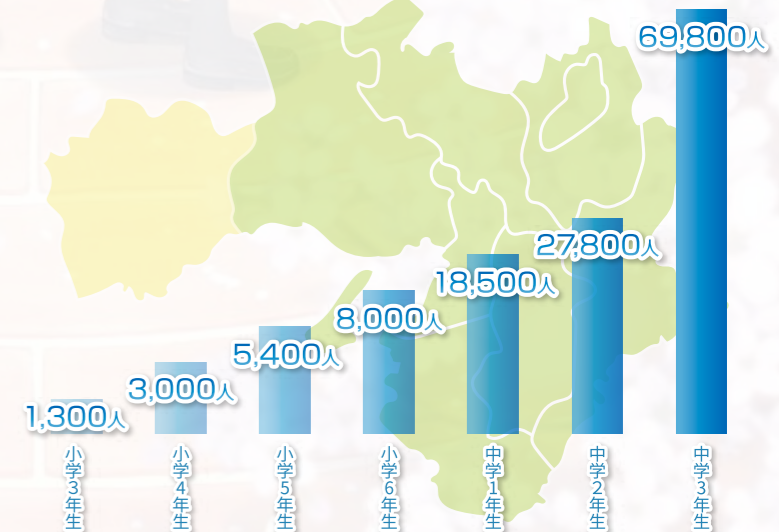 69,800人
27,800人
18,500人
8,000人
5,400人
3,000人
1,300人
小学3年生
小学4年生
小学5年生
小学6年生
中学1年生
中学2年生
中学3年生